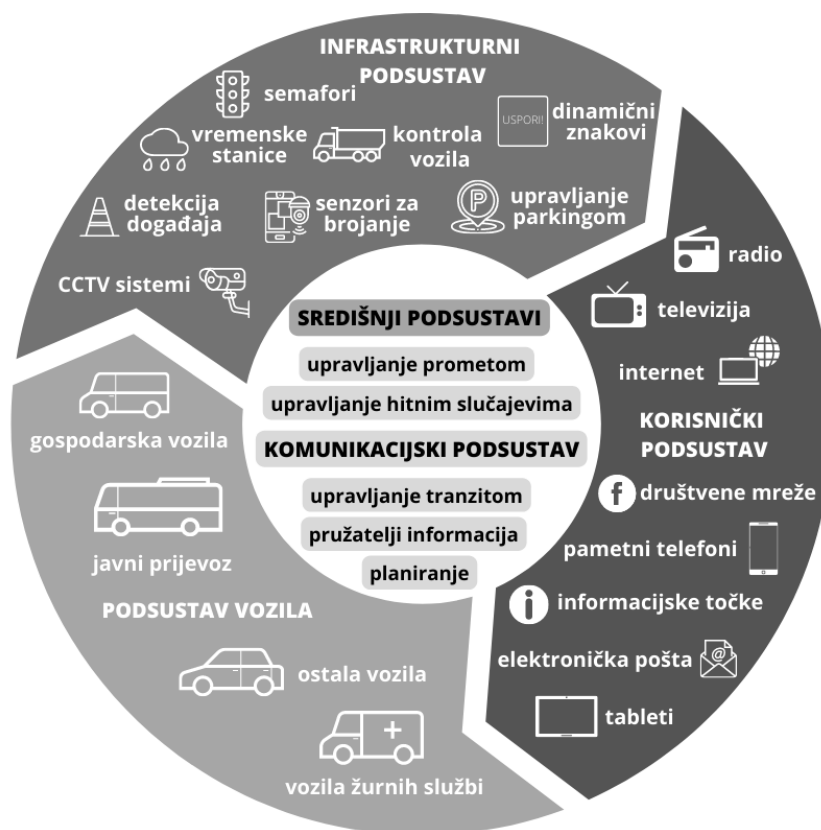 INFRASTRUKTURNI
PODSUSTAV
semafori
vremenske
stanice
kontrola
vozila
USPORI!
dinamični
znakovi
detekcija
događaja
senzori za
brojanje
P
upravljanje
parkingom
CCTV sistemi
radio
televizija
internet
KORISNIČKI
PODSUSTAV
f društvene mreže
pametni telefoni
i informacijske točke
elektronička pošta
@
tableti
SREDIŠNJI PODSUSTAVI
upravljanje prometom
upravljanje hitnim slučajevima
KOMUNIKACIJSKI PODSUSTAV
upravljanje tranzitom
pružatelji informacija
planiranje
gospodarska vozila
javni prijevoz
PODSUSTAV VOZILA
ostala vozila
vozila žurnih službi